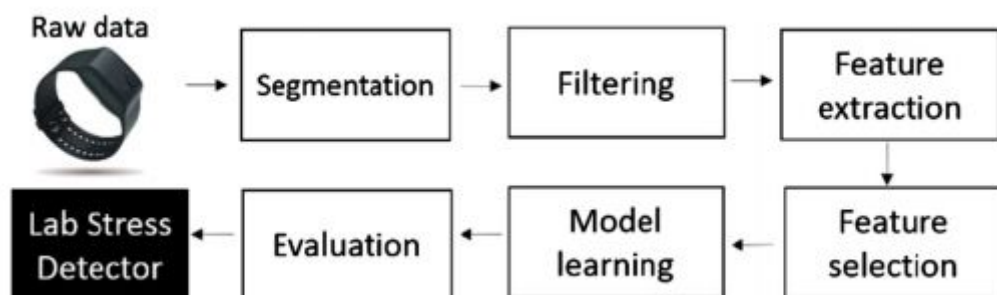 Raw data
Segmentation
Filtering
Feature
extraction
Feature
selection
Model
learning
Evaluation
Lab Stress
Detector